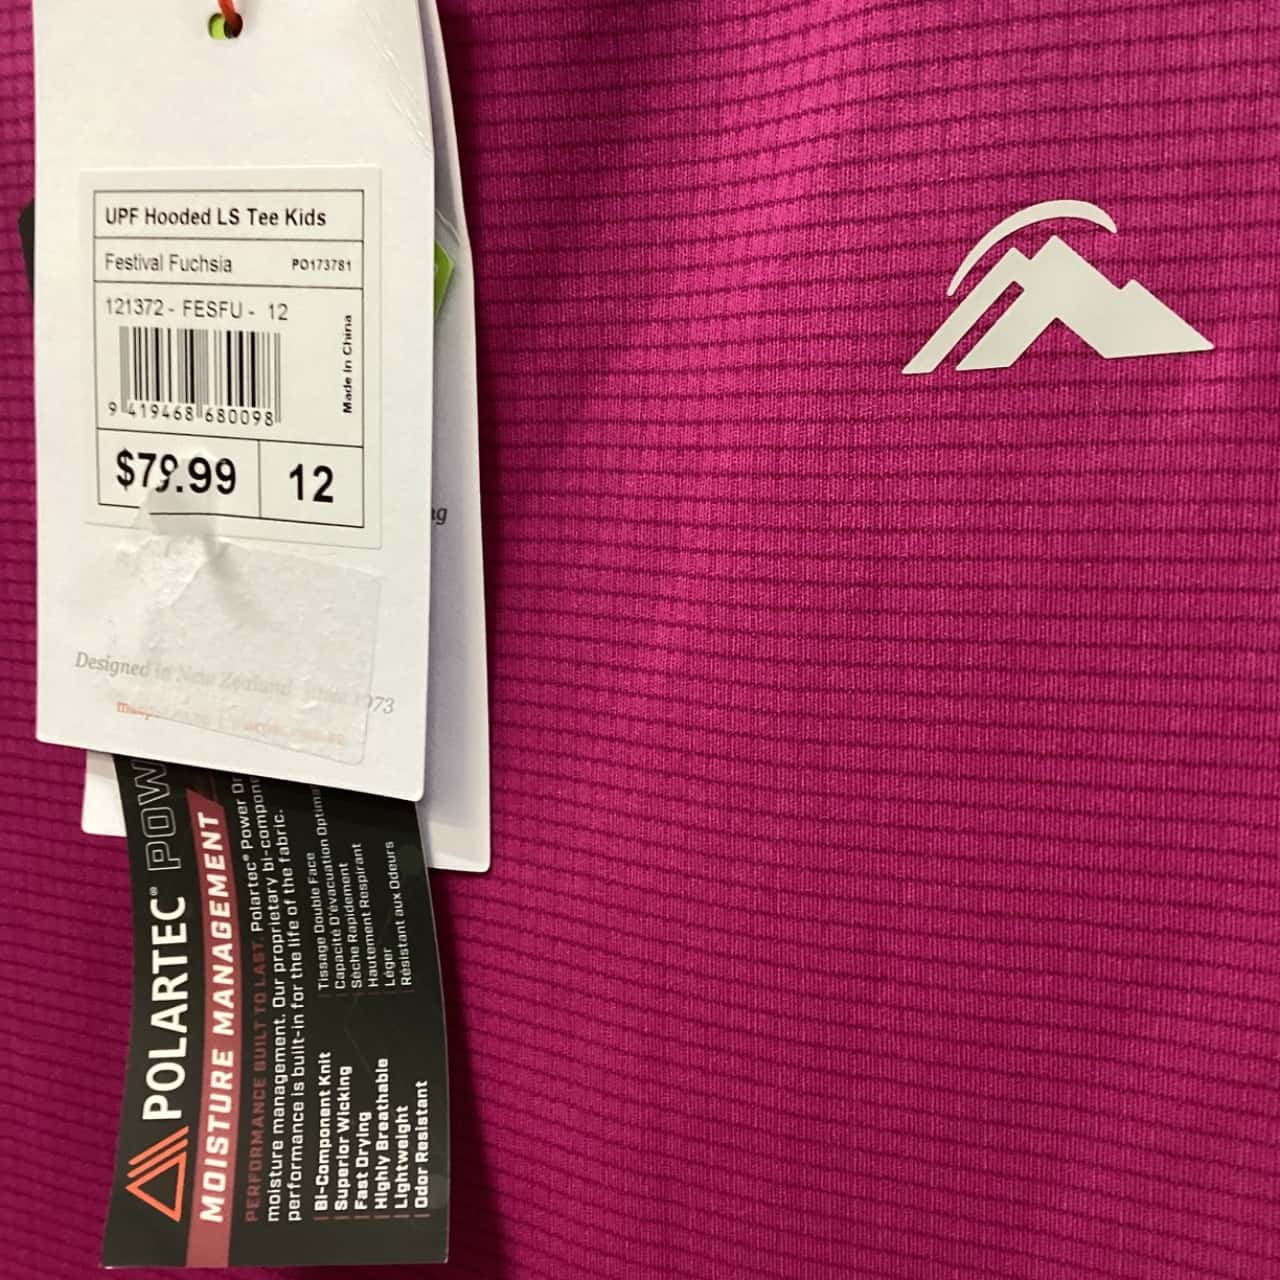 UPF Hooded LS Tee Kids
Festival Fuchsia PO173781
121372 - FESFU - 12
Made in China
9 419468 680098
$79.99 12
Designed in New Zealand since 1973
POLARTEC®
MOISTURE MANAGEMENT
PERFORMANCE BUILT TO LAST. Polartec® Power
moisture management. Our proprietary
performance is built-in for the life of the fabric.
Bi-Component Knit
Superior Wicking
Fast Drying
Highly Breathable
Lightweight
Odor Resistant
Tissage Double Face
Capacité D'évacuation
Sèche Rapidement
Hautement Respirant
Léger
Résistant aux Odeurs